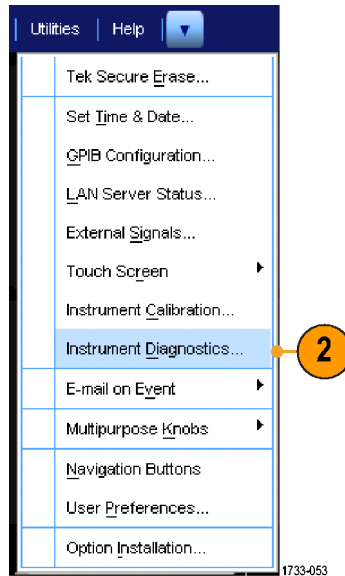 Utilities Help
Tek Secure Erase...
Set Time & Date...
GPIB Configuration...
LAN Server Status...
External Signals...
Touch Screen
Instrument Calibration...
Instrument Diagnostics...
2
E-mail on Event
Multipurpose Knobs
Navigation Buttons
User Preferences...
Option Installation...
1733-053